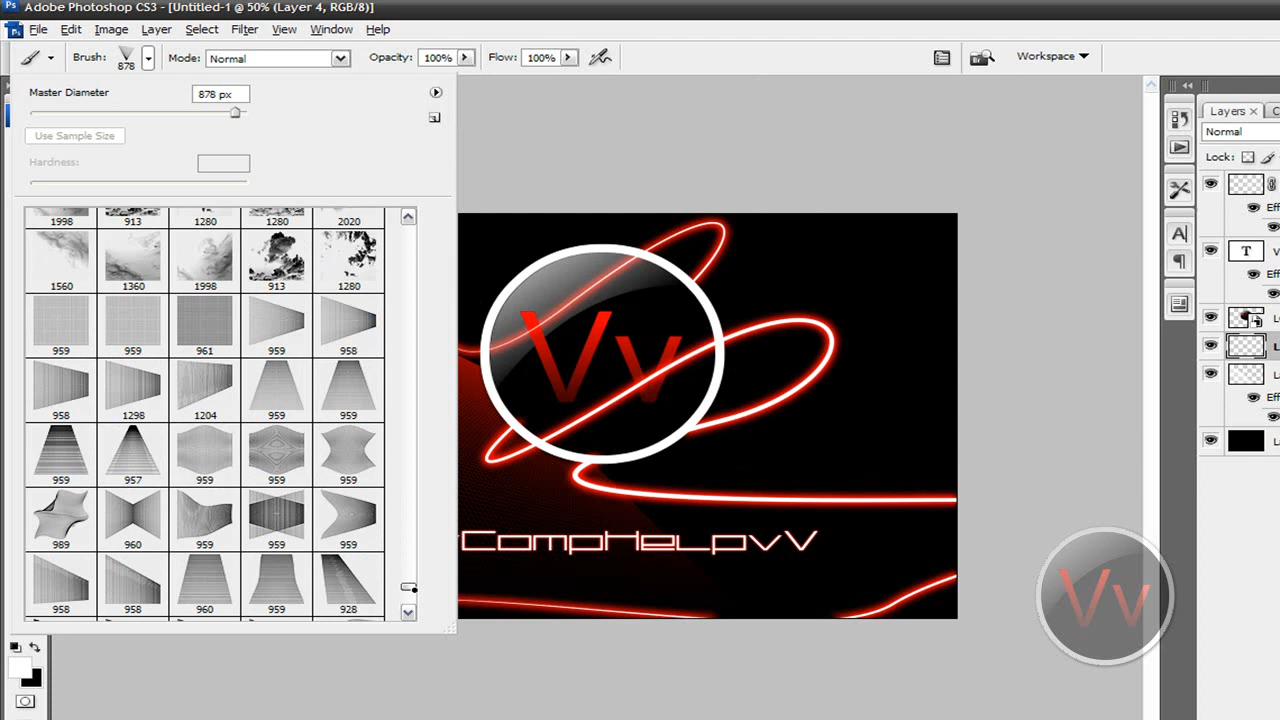 Adobe Photoshop CS3 - [Untitled-1 @ 50% (Layer 4, RGB/8)]
File Edit Image Layer Select Filter View Window Help
Brush: 878 Mode: Normal Opacity: 100% Flow: 100% Workspace
Master Diameter 878 px
Use Sample Size
Hardness:
Layers
Normal
Lock:
1998 913 1280 1280 2020
1560 1360 1998 913 1280
959 959 961 959 958
958 1298 1204 959 959
959 957 959 959 959
989 960 959 959 959
958 958 960 959 928
Vv
CompHelpvV
Vv
A
T V